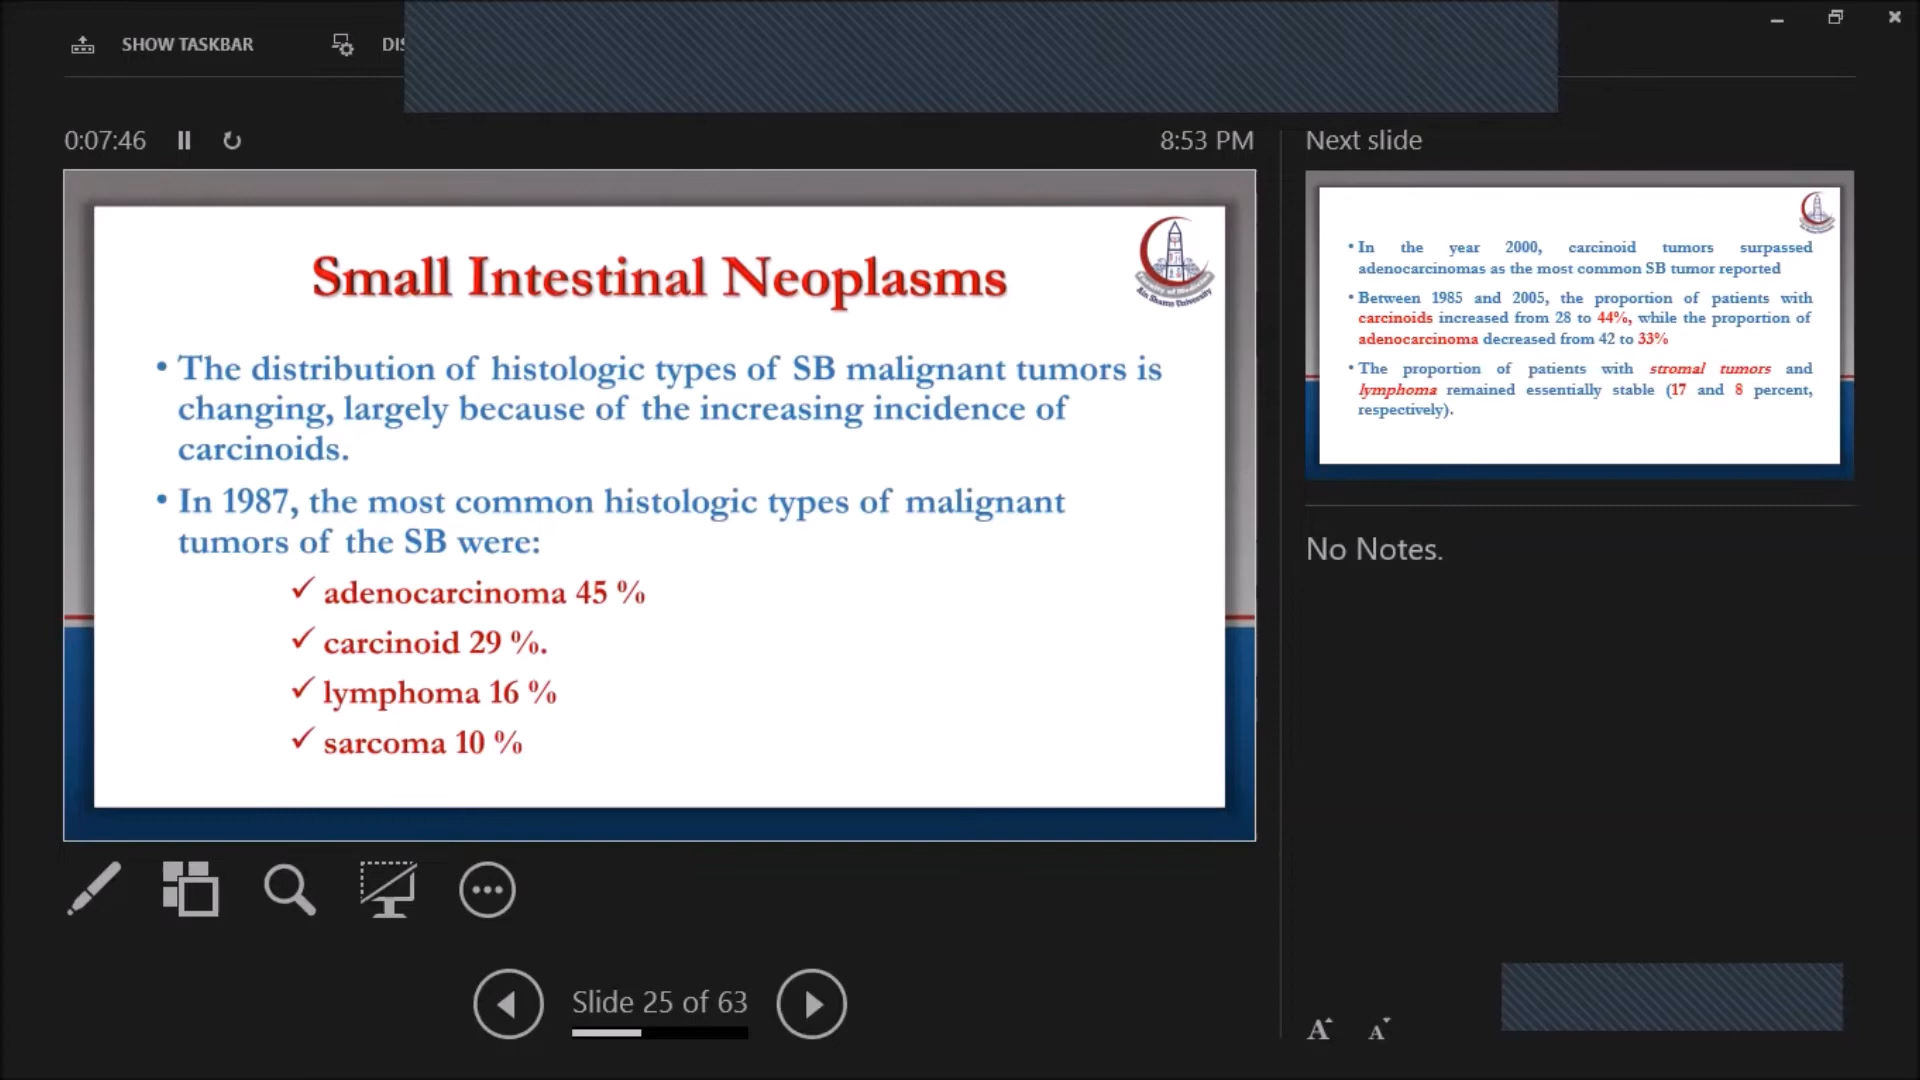 SHOW TASKBAR
0:07:46
8:53 PM
Next slide
Small Intestinal Neoplasms
Ain Shams University
• The distribution of histologic types of SB malignant tumors is
changing, largely because of the increasing incidence of
carcinoids.
• In 1987, the most common histologic types of malignant
tumors of the SB were:
✓ adenocarcinoma 45 %
✓ carcinoid 29 %.
✓ lymphoma 16 %
✓ sarcoma 10 %
• In the year 2000, carcinoid tumors surpassed
adenocarcinomas as the most common SB tumor reported
• Between 1985 and 2005, the proportion of patients with
carcinoids increased from 28 to 44%, while the proportion of
adenocarcinoma decreased from 42 to 33%
• The proportion of patients with stromal tumors and
lymphoma remained essentially stable (17 and 8 percent,
respectively).
No Notes.
Slide 25 of 63
A A